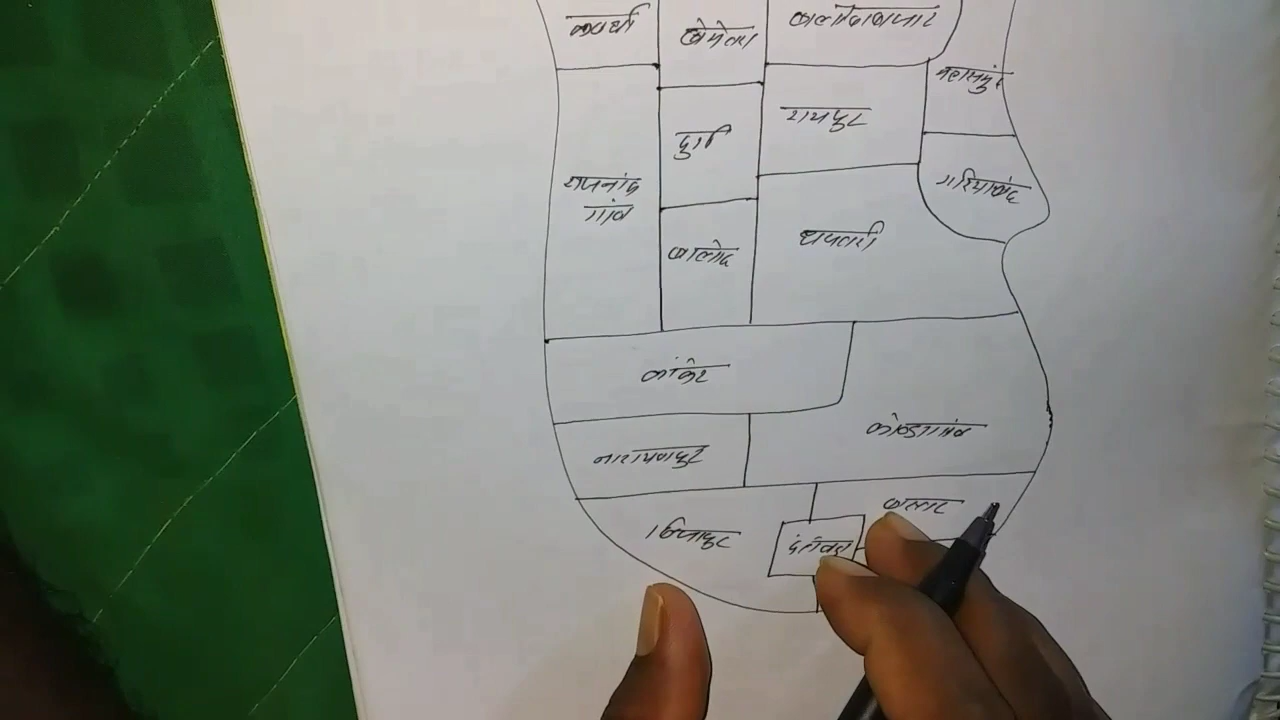 कवर्धा
बेमेतरा
बलौदाबाजार
महासमुंद
रायपुर
दुर्ग
राजनांद
गांव
गरियाबंद
धमतरी
बालोद
कांकेर
कोण्डागांव
नारायणपुर
बस्तर
बिजापुर
दंतेवाड़ा